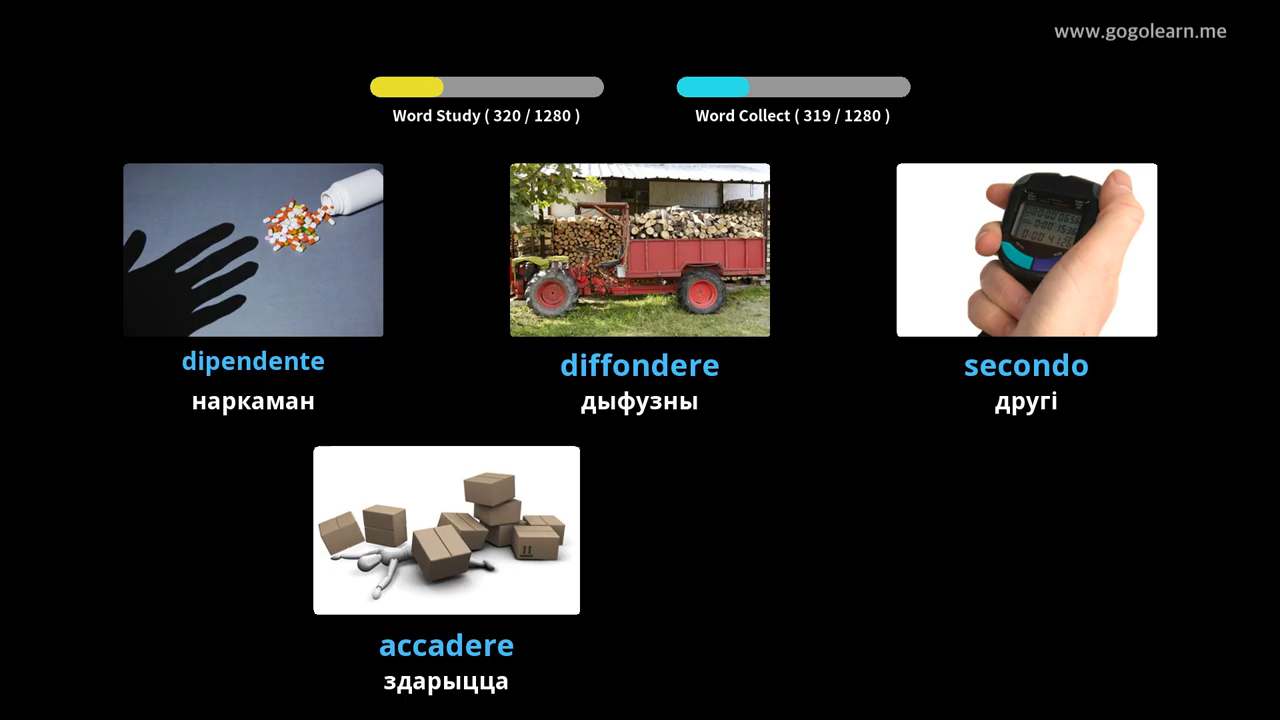 www.gogolearn.me
Word Study ( 320 / 1280 )
Word Collect ( 319 / 1280 )
dipendente
наркаман
diffondere
дыфузны
secondo
другі
accadere
здарыцца